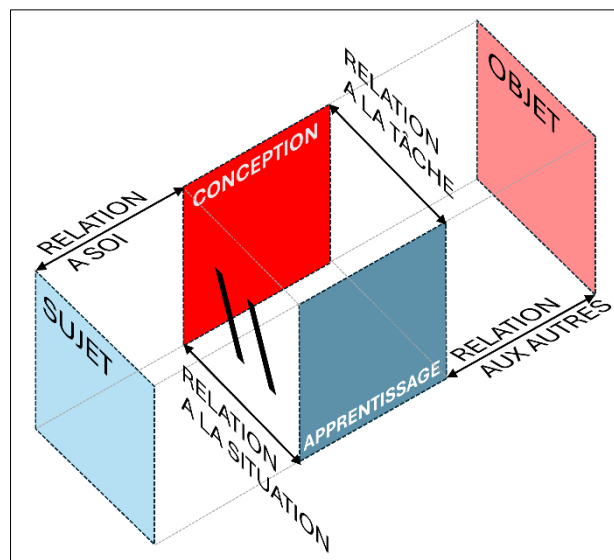 RELATION
A LA TÂCHE
OBJET
CONCEPTION
RELATION
A SOI
SUJET
RELATION
AUX AUTRES
APPRENTISSAGE
RELATION
A LA SITUATION